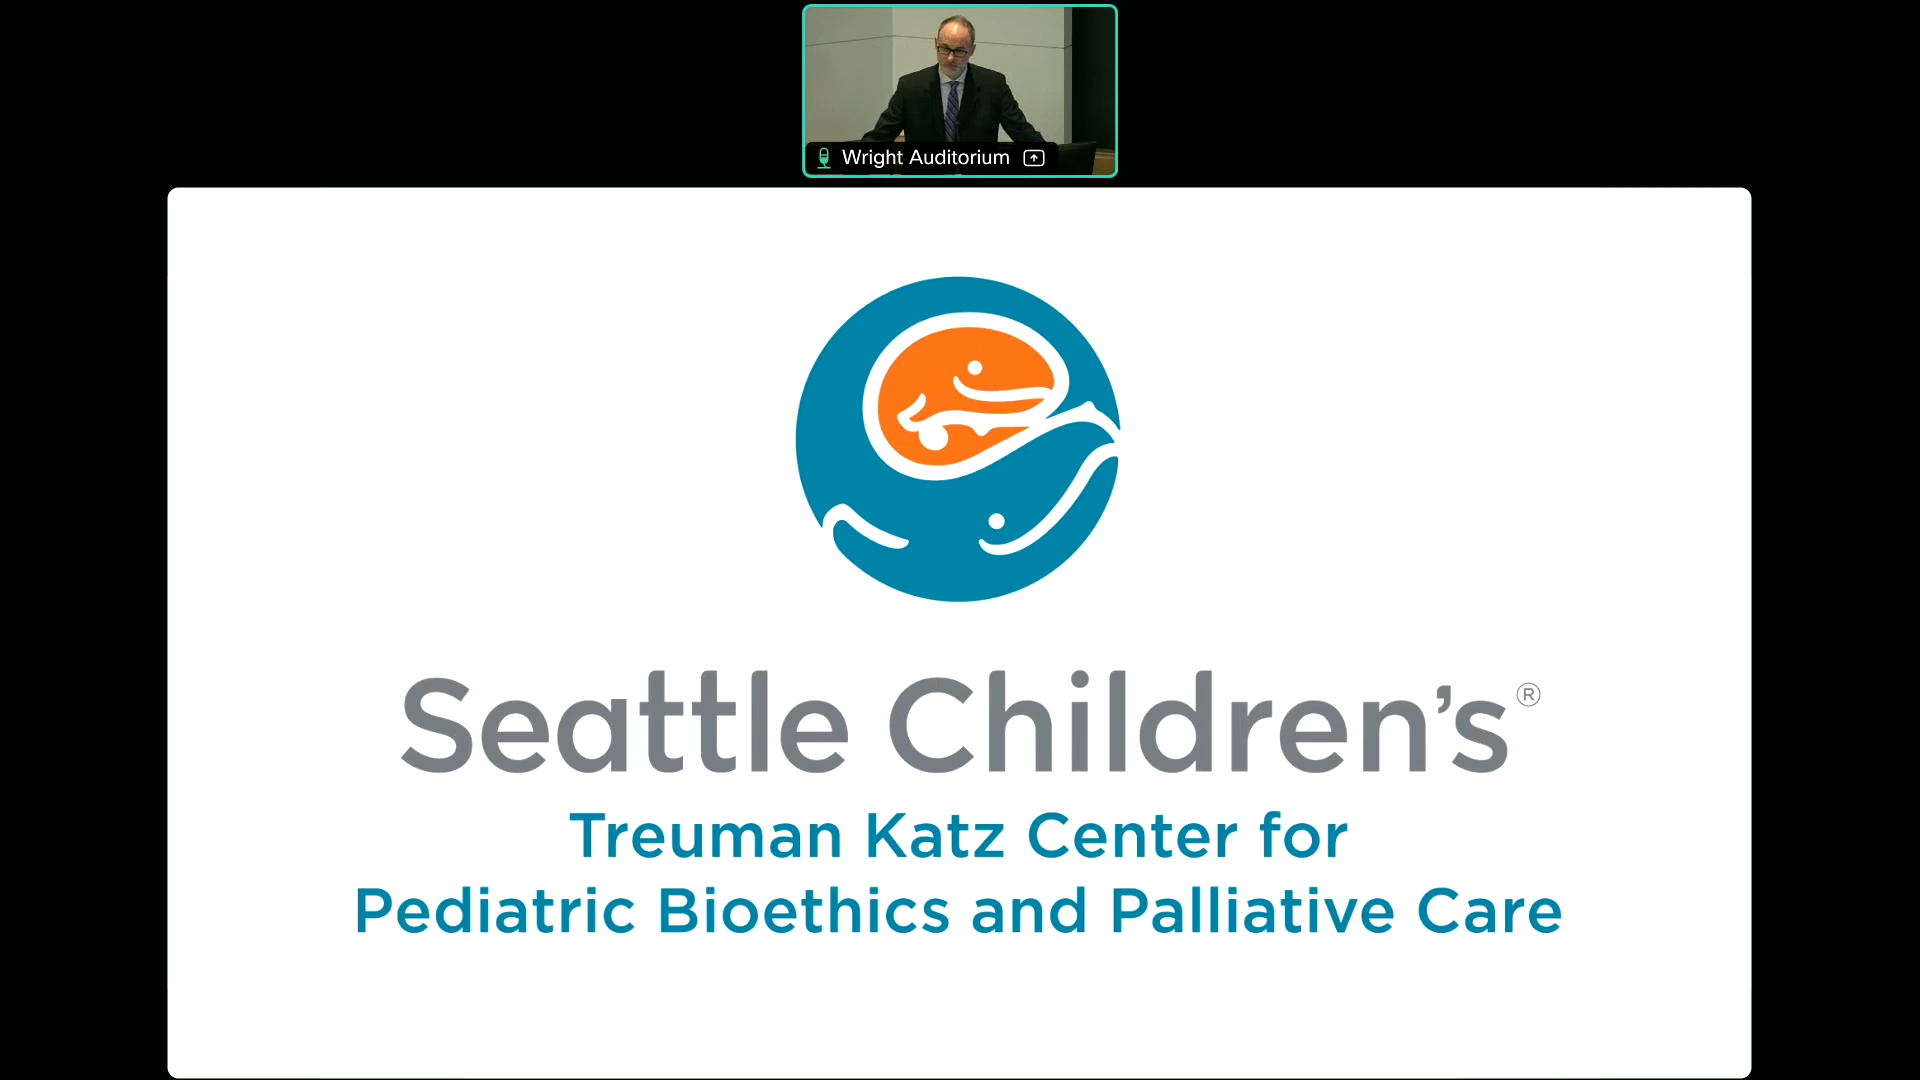 Wright Auditorium
Seattle Children’s®
Treuman Katz Center for
Pediatric Bioethics and Palliative Care